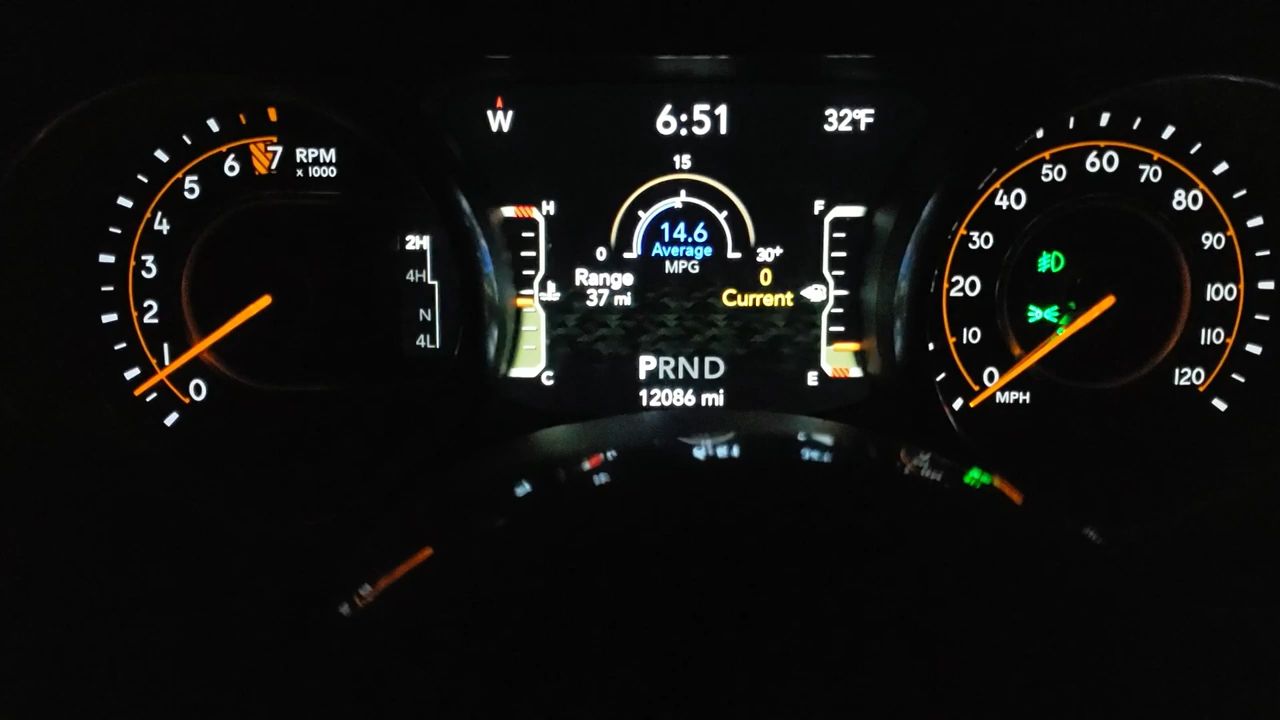 W 6:51 32°F
7
6
5
4
3
2
1
0
RPM
x 1000
2H
4H
N
4L
H
C
15
0
30+
14.6
Average
MPG
Range
37 mi
0
Current
F
E
PRND
12086 mi
0
10
20
30
40
50
60
70
80
90
100
110
120
MPH